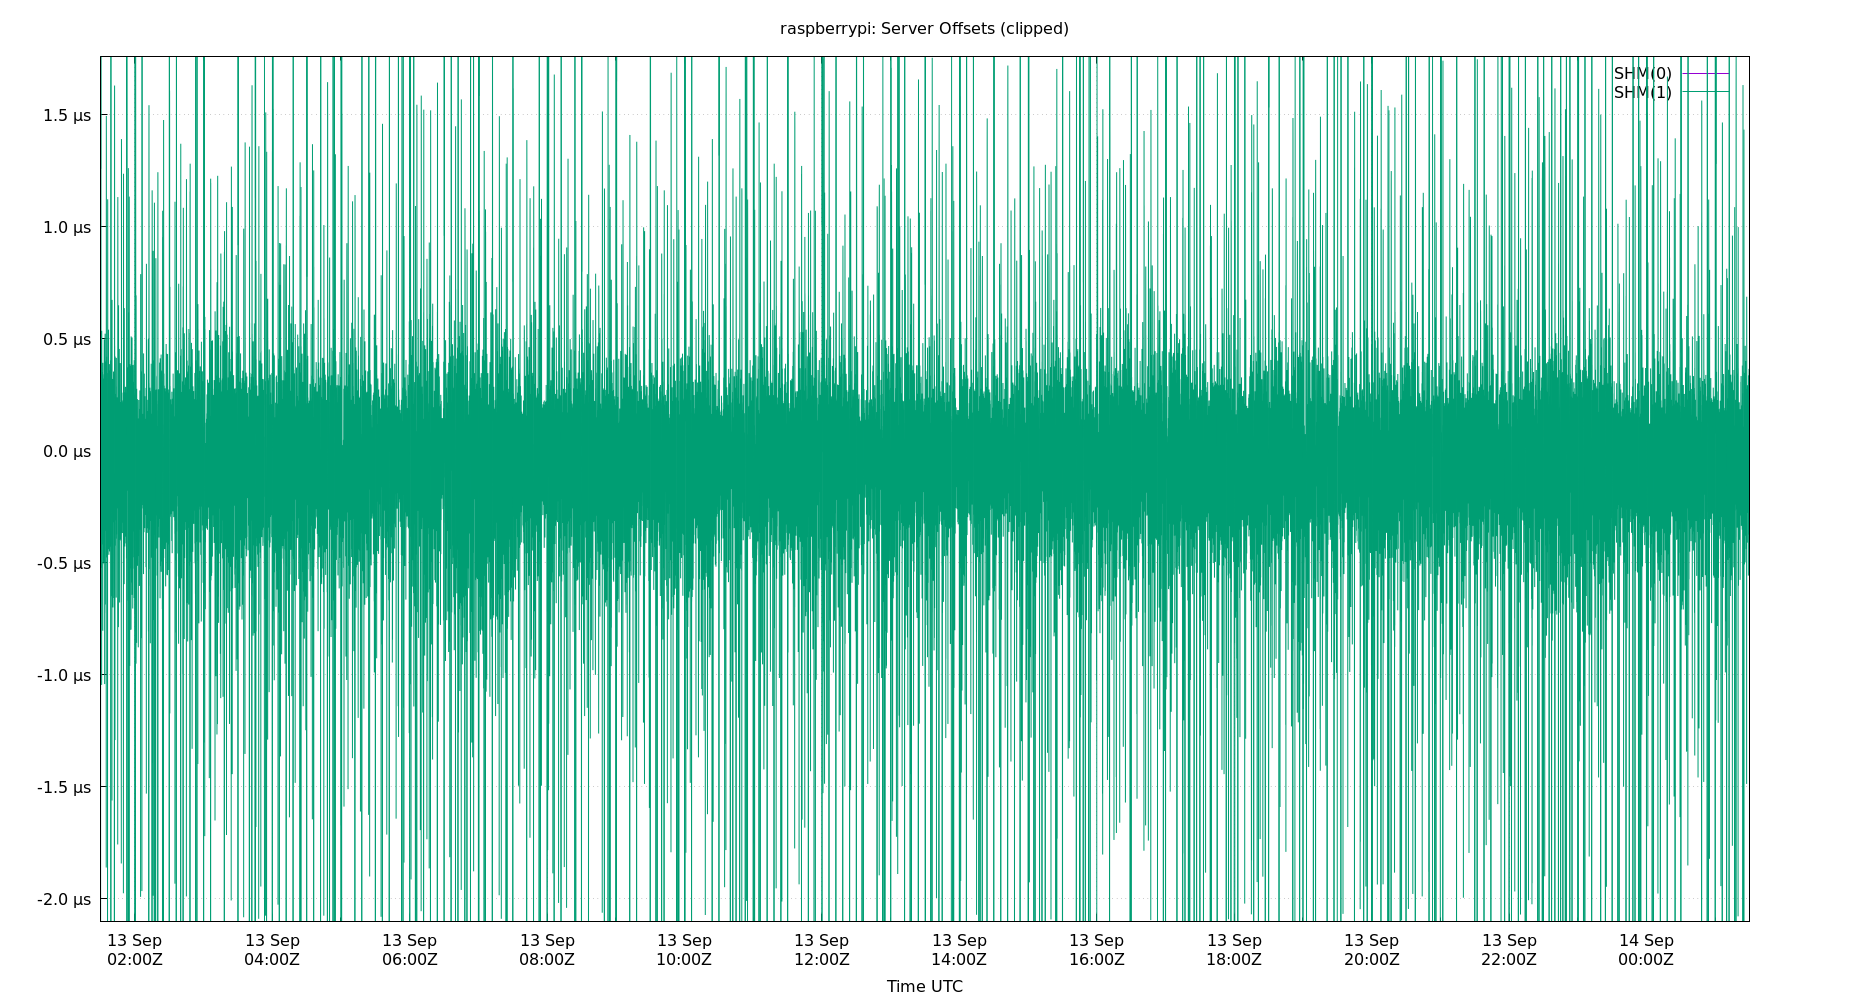 raspberrypi: Server Offsets (clipped)
SHM(0)
SHM(1)
1.5 µs
1.0 µs
0.5 µs
0.0 µs
-0.5 µs
-1.0 µs
-1.5 µs
-2.0 µs
13 Sep 13 Sep 13 Sep 13 Sep 13 Sep 13 Sep 13 Sep 13 Sep 13 Sep 13 Sep 13 Sep 14 Sep
02:00Z 04:00Z 06:00Z 08:00Z 10:00Z 12:00Z 14:00Z 16:00Z 18:00Z 20:00Z 22:00Z 00:00Z
Time UTC